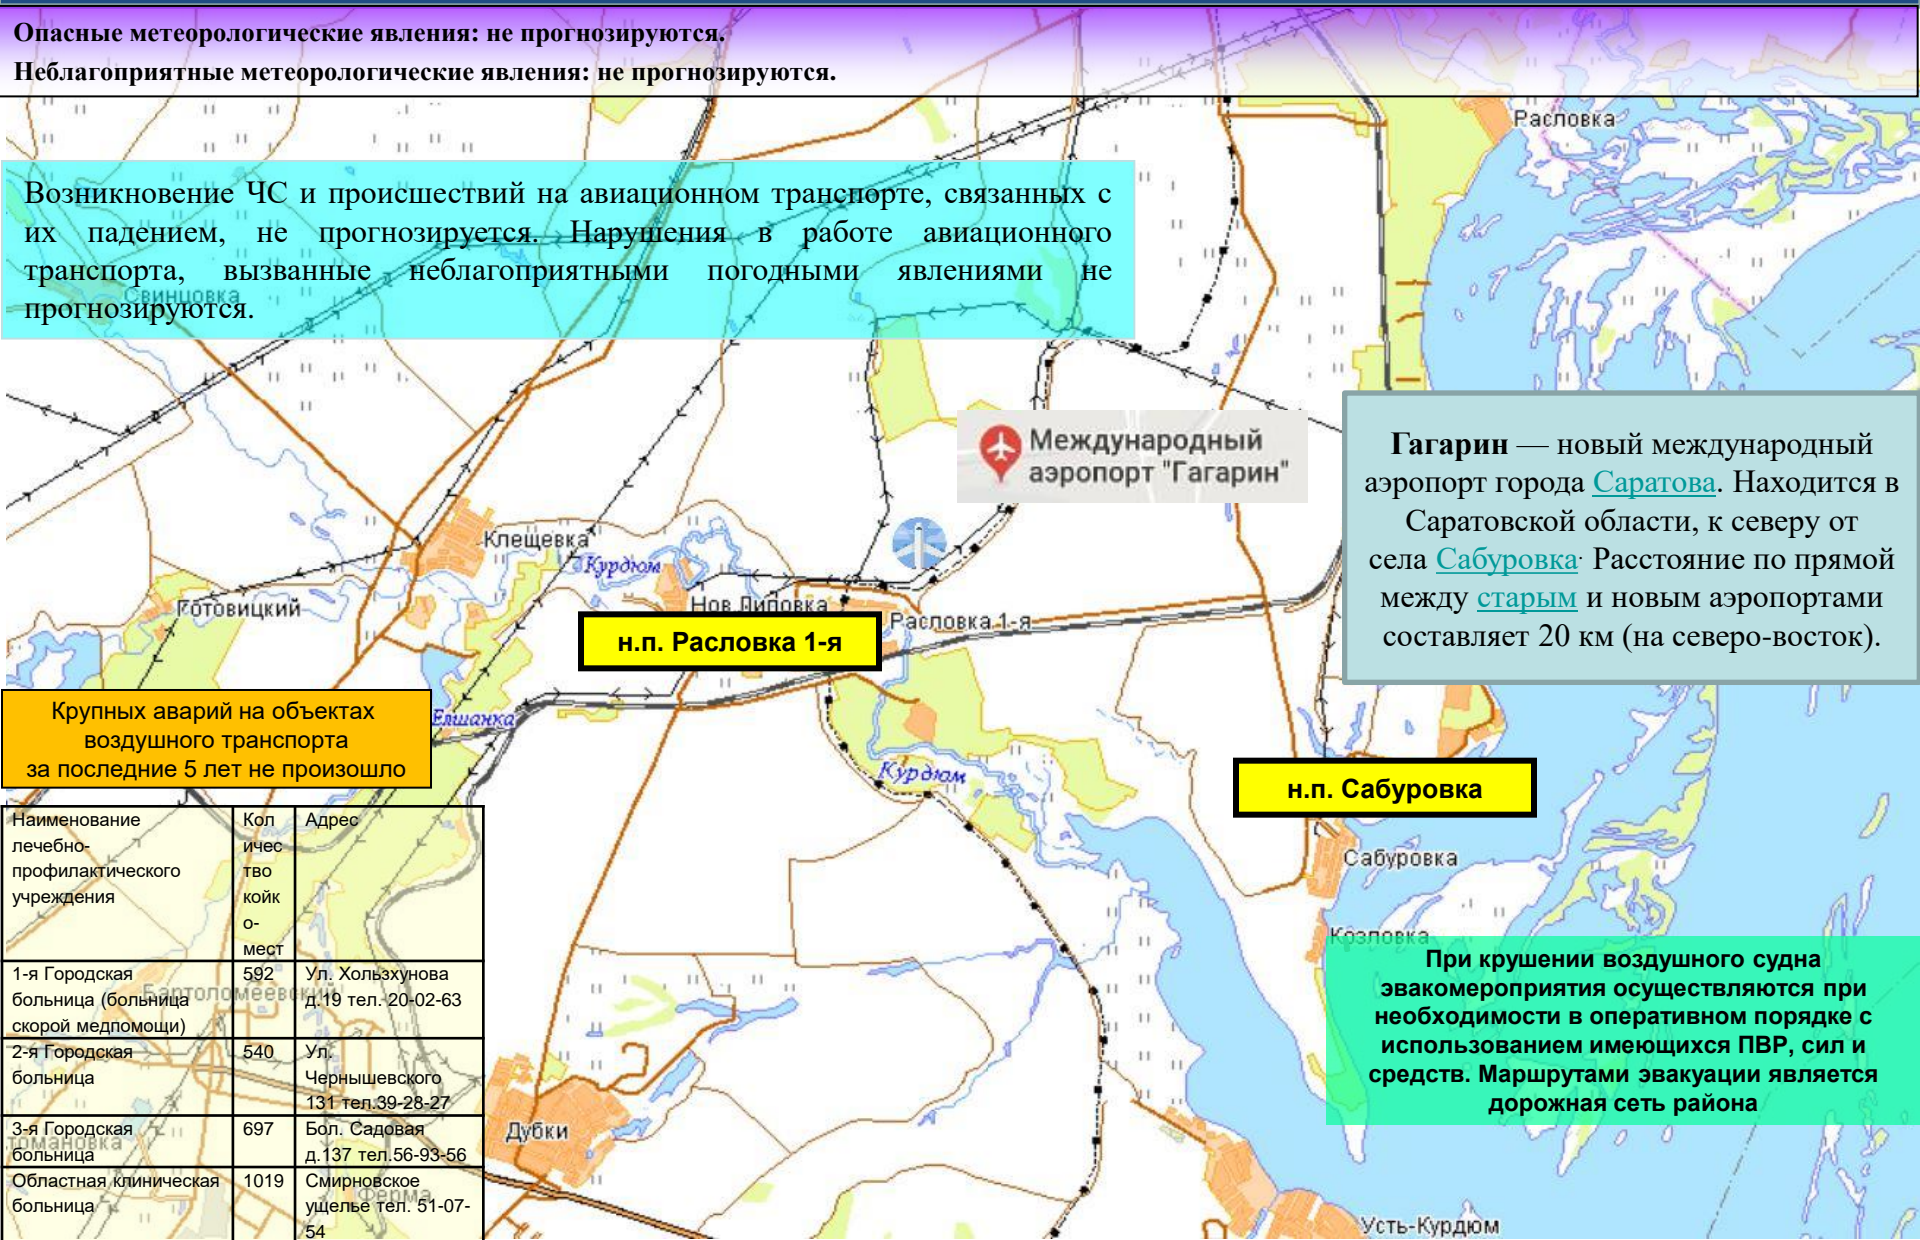 Опасные метеорологические явления: не прогнозируются.
Неблагоприятные метеорологические явления: не прогнозируются.
Расловка
Возникновение ЧС и происшествий на авиационном транспорте, связанных с
их падением, не прогнозируется. Нарушения в работе авиационного
транспорта, вызванные неблагоприятными погодными явлениями не
прогнозируются.
Свинцовка
Международный
аэропорт "Гагарин"
Гагарин — новый международный
аэропорт города Саратова. Находится в
Саратовской области, к северу от
села Сабуровка. Расстояние по прямой
между старым и новым аэропортами
составляет 20 км (на северо-восток).
Клещевка
Курдюм
Готовицкий
Нов.Липовка
Расловка 1-я
н.п. Расловка 1-я
Крупных аварий на объектах
воздушного транспорта
за последние 5 лет не произошло
Елшанка
Курдюм
н.п. Сабуровка
Сабуровка
Козловка
Наименование
лечебно-
профилактического
учреждения
Кол
ичес
тво
койк
о-
мест
Адрес
1-я Городская
больница (больница
скорой медпомощи)
592
Ул. Хользхунова
д.19 тел. 20-02-63
2-я Городская
больница
540
Ул.
Чернышевского
131 тел.39-28-27
3-я Городская
больница
697
Бол. Садовая
д.137 тел.56-93-56
Областная клиническая
больница
1019
Смирновское
ущелье тел. 51-07-
54
Ферма
Дубки
При крушении воздушного судна
эвакомероприятия осуществляются при
необходимости в оперативном порядке с
использованием имеющихся ПВР, сил и
средств. Маршрутами эвакуации является
дорожная сеть района
Усть-Курдюм